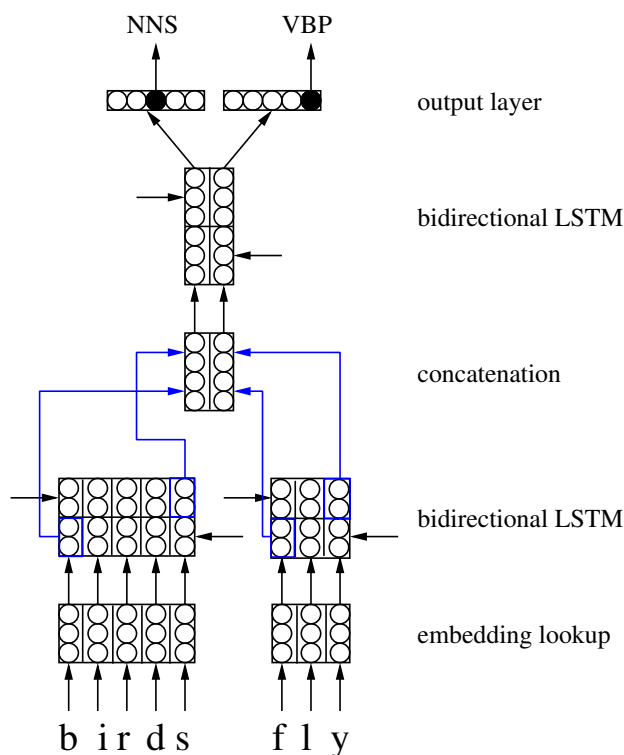 NNS VBP
output layer
bidirectional LSTM
concatenation
bidirectional LSTM
embedding lookup
b i r d s f l y